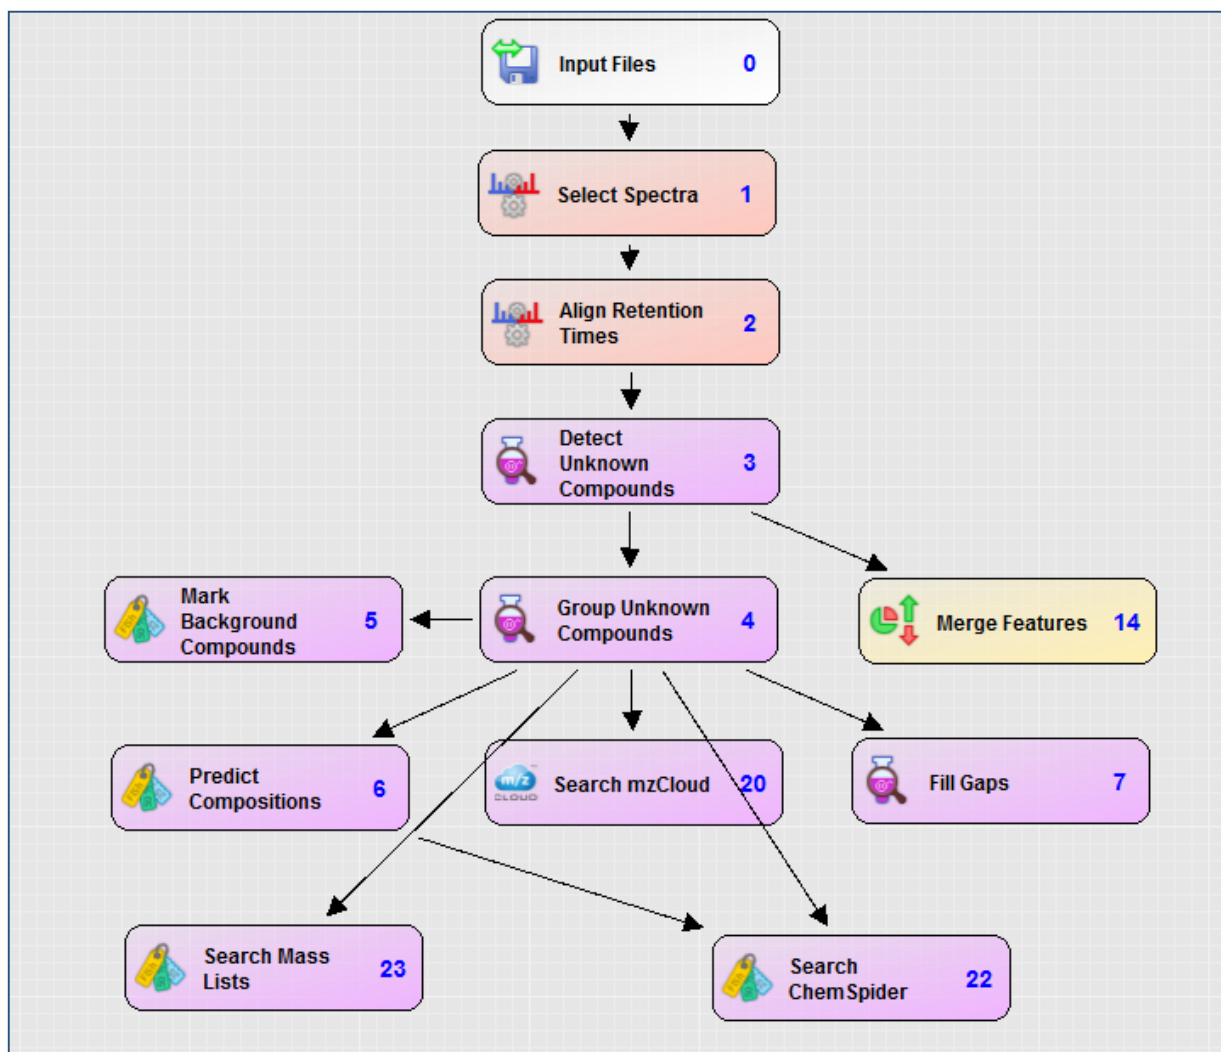 Input Files 0
Select Spectra 1
Align Retention
Times 2
Detect
Unknown 3
Compounds
Mark
Background 5
Compounds
Group Unknown
Compounds 4
Merge Features 14
Predict
Compositions 6
m/z
CLOUD
Search mzCloud 20
Fill Gaps 7
Search Mass
Lists 23
Search
ChemSpider 22